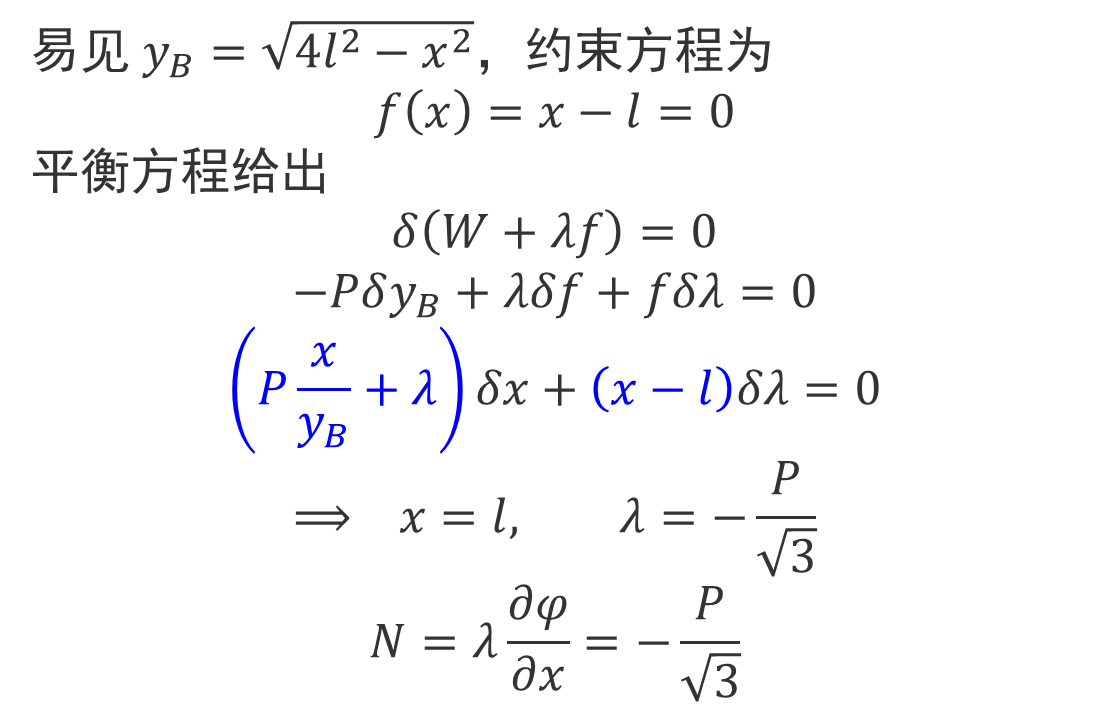 易见 y_B = √(4l² − x²)，约束方程为
f(x) = x − l = 0
平衡方程给出
δ(W + λf) = 0
−Pδy_B + λδf + fδλ = 0
(P x/y_B + λ) δx + (x − l)δλ = 0
⟹ x = l, λ = − P/√3
N = λ ∂φ/∂x = − P/√3